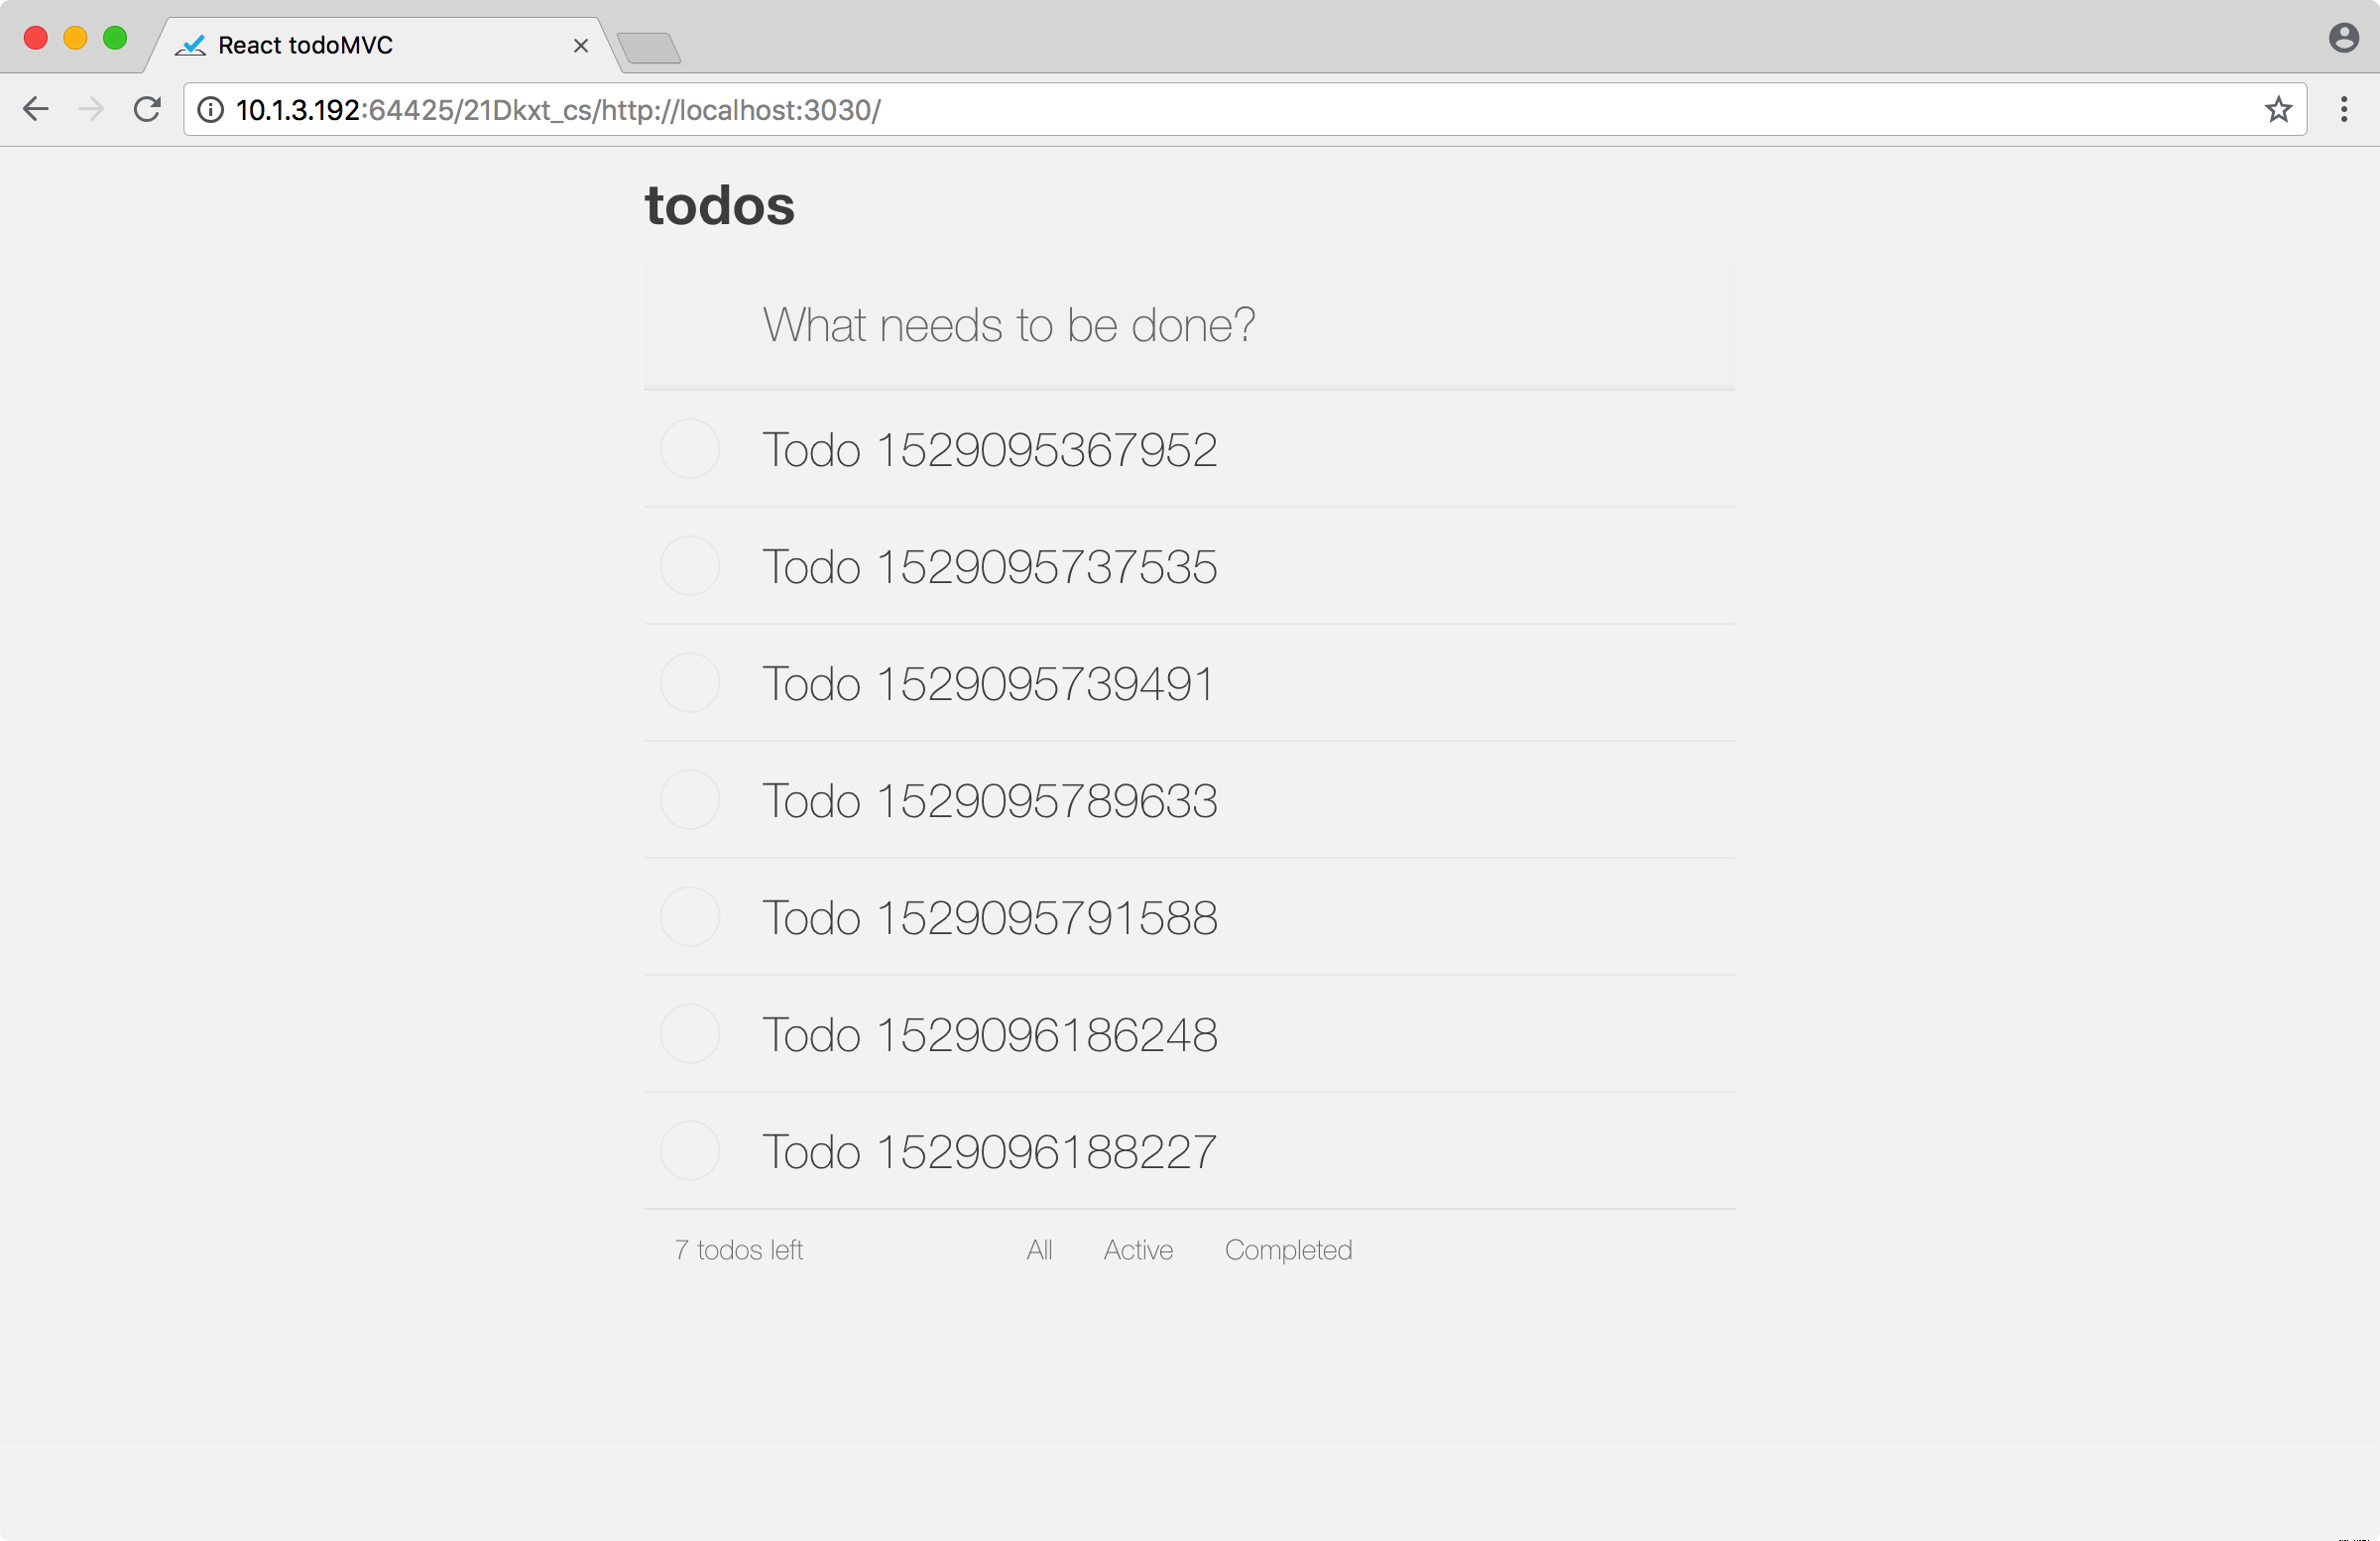 React todoMVC
10.1.3.192:64425/21Dkxt_cs/http://localhost:3030/
todos
What needs to be done?
Todo 1529095367952
Todo 1529095737535
Todo 1529095739491
Todo 1529095789633
Todo 1529095791588
Todo 1529096186248
Todo 1529096188227
7 todos left All Active Completed